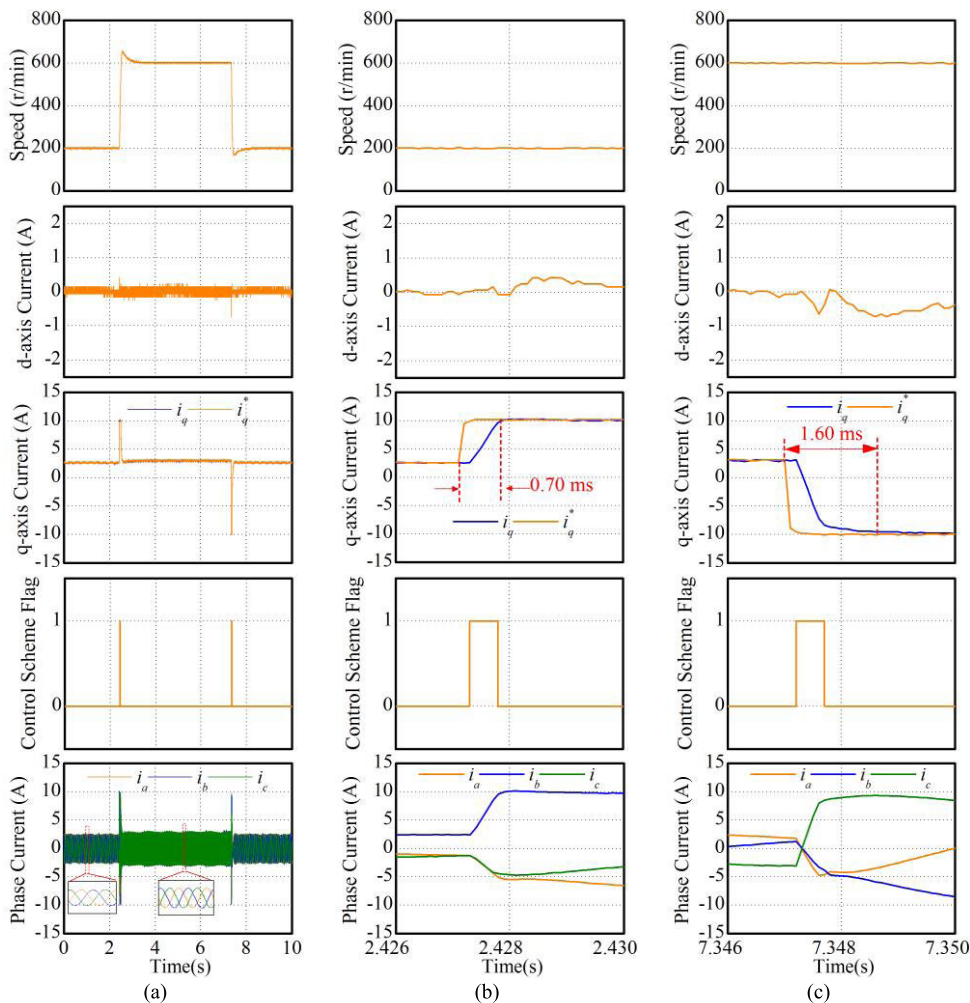 800
600
400
200
0
Speed (r/min)
800
600
400
200
0
Speed (r/min)
800
600
400
200
0
Speed (r/min)
2
1
0
-1
-2
d-axis Current (A)
2
1
0
-1
-2
d-axis Current (A)
2
1
0
-1
-2
d-axis Current (A)
15
10
5
0
-5
-10
-15
q-axis Current (A)
i_q i_q^*
15
10
5
0
-5
-10
-15
q-axis Current (A)
0.70 ms
i_q i_q^*
15
10
5
0
-5
-10
-15
q-axis Current (A)
i_q i_q^*
1.60 ms
1
0
Control Scheme Flag
1
0
Control Scheme Flag
1
0
Control Scheme Flag
15
10
5
0
-5
-10
-15
Phase Current (A)
i_a i_b i_c
0 2 4 6 8 10
Time(s)
(a)
15
10
5
0
-5
-10
-15
Phase Current (A)
i_a i_b i_c
2.426 2.428 2.430
Time(s)
(b)
15
10
5
0
-5
-10
-15
Phase Current (A)
i_a i_b i_c
7.346 7.348 7.350
Time(s)
(c)